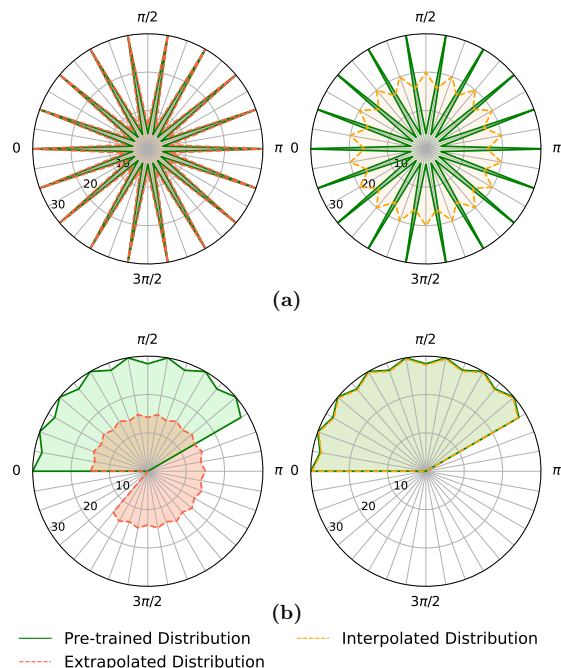 π/2 π/2
0 π π
10
20
30
10
20
30
3π/2 3π/2
(a)
π/2 π/2
0 π 0 π
10 10
20 20
30 30
3π/2 3π/2
(b)
Pre-trained Distribution Interpolated Distribution
Extrapolated Distribution